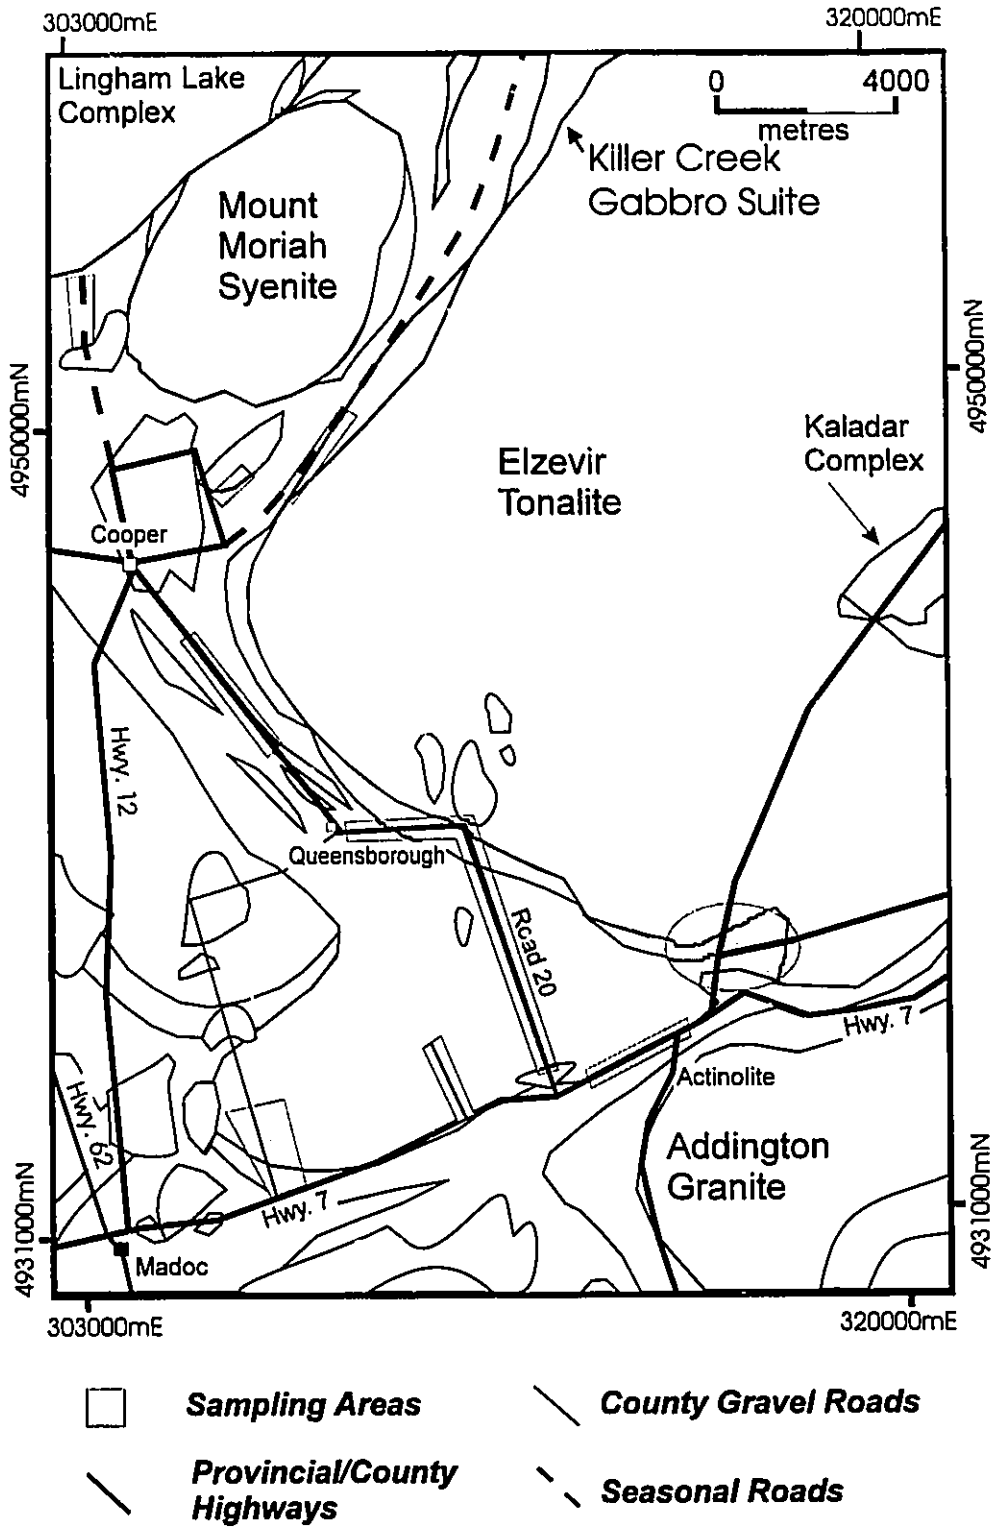 303000mE
320000mE
Lingham Lake
Complex
0 4000
metres
Killer Creek
Gabbro Suite
Mount
Moriah
Syenite
4950000mN
4950000mN
Kaladar
Complex
Elzevir
Tonalite
Cooper
Hwy. 12
Queensborough
Road 20
Hwy. 7
Actinolite
Hwy. 62
Addington
Granite
4931000mN
4931000mN
Hwy. 7
Madoc
303000mE
320000mE
Sampling Areas
County Gravel Roads
Provincial/County
Highways
Seasonal Roads